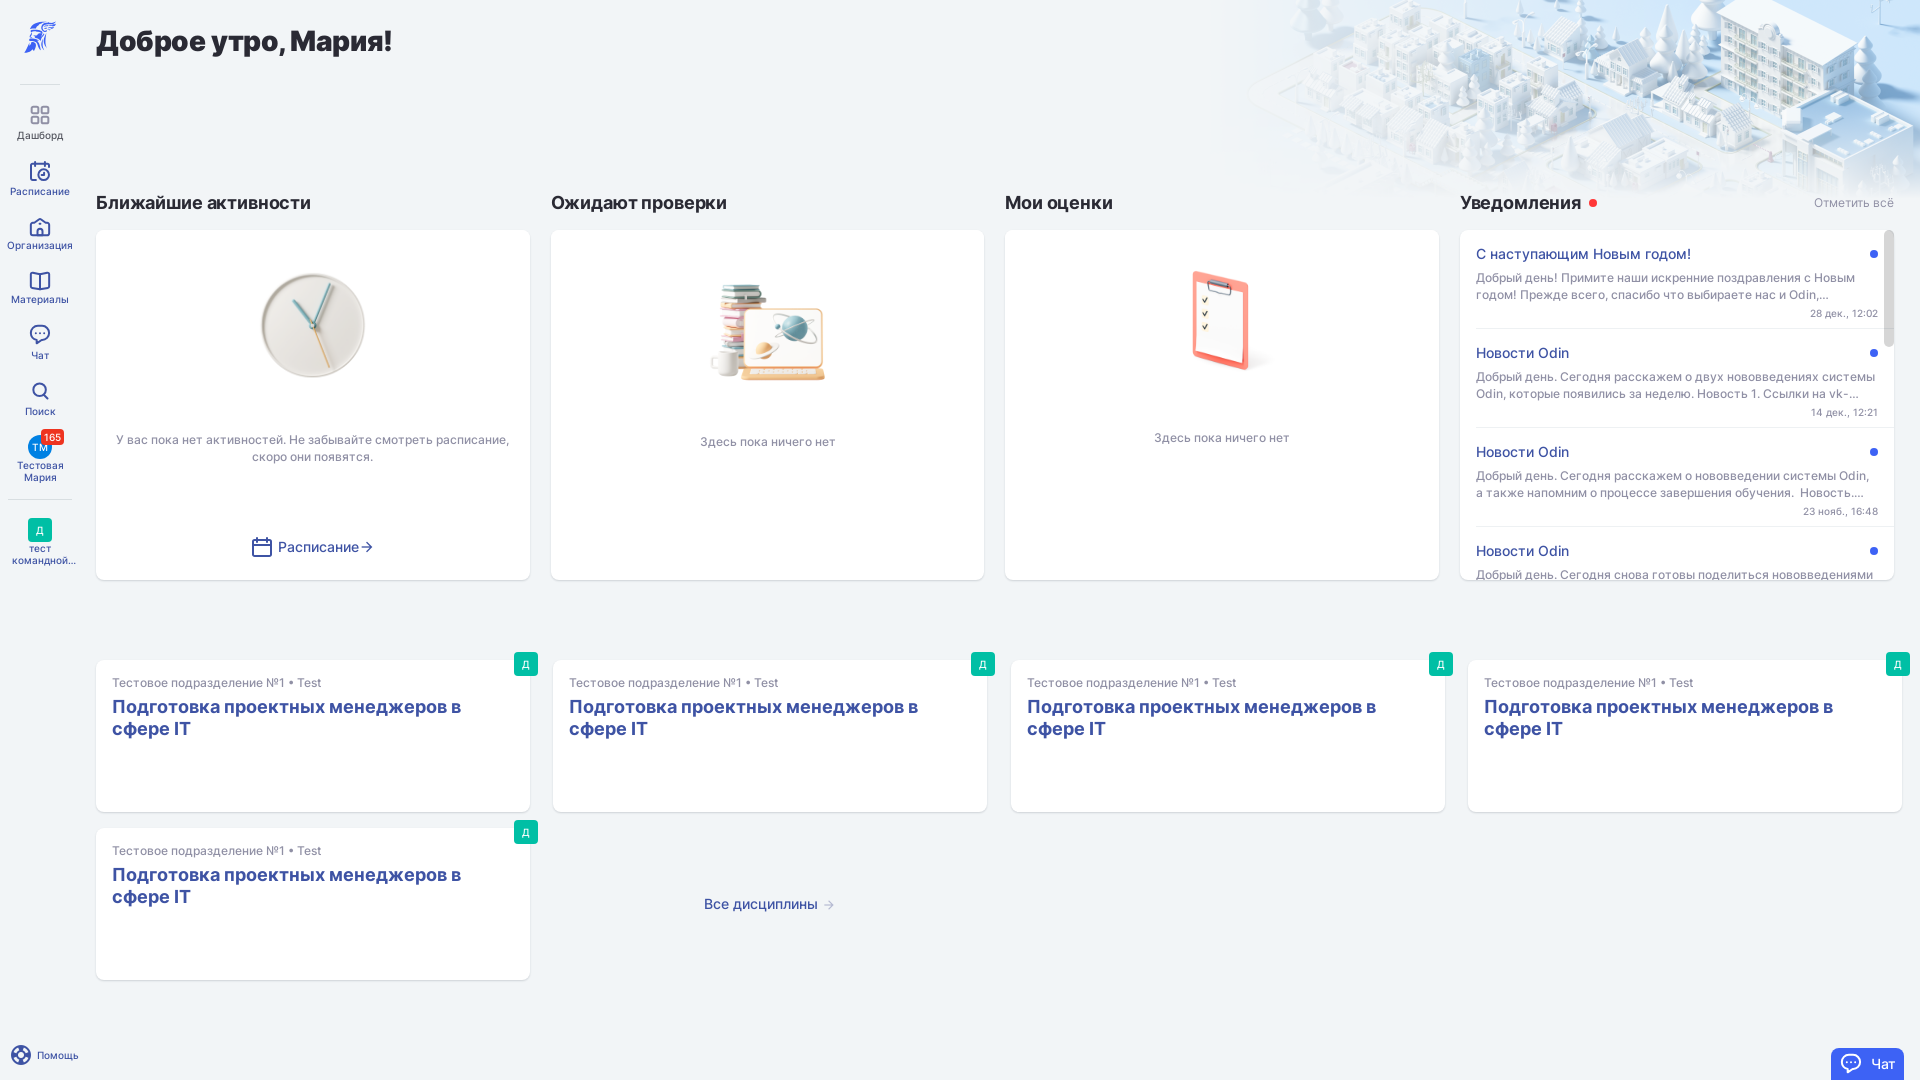 Доброе утро, Мария!
Дашборд
Расписание
Организация
Материалы
Чат
Поиск
ТМ
165
Тестовая
Мария
Д
тест
командной...
Помощь
Ближайшие активности
У вас пока нет активностей. Не забывайте смотреть расписание,
скоро они появятся.
Расписание
Ожидают проверки
Здесь пока ничего нет
Мои оценки
Здесь пока ничего нет
Уведомления
Отметить всё
С наступающим Новым годом!
Добрый день! Примите наши искренние поздравления с Новым
годом! Прежде всего, спасибо что выбираете нас и Odin,...
28 дек., 12:02
Новости Odin
Добрый день. Сегодня расскажем о двух нововведениях системы
Odin, которые появились за неделю. Новость 1. Ссылки на vk-...
14 дек., 12:21
Новости Odin
Добрый день. Сегодня расскажем о нововведении системы Odin,
а также напомним о процессе завершения обучения. Новость....
23 нояб., 16:48
Новости Odin
Добрый день. Сегодня снова готовы поделиться нововведениями
Д
Тестовое подразделение №1 • Test
Подготовка проектных менеджеров в
сфере IT
Д
Тестовое подразделение №1 • Test
Подготовка проектных менеджеров в
сфере IT
Д
Тестовое подразделение №1 • Test
Подготовка проектных менеджеров в
сфере IT
Д
Тестовое подразделение №1 • Test
Подготовка проектных менеджеров в
сфере IT
Д
Тестовое подразделение №1 • Test
Подготовка проектных менеджеров в
сфере IT
Все дисциплины
Чат